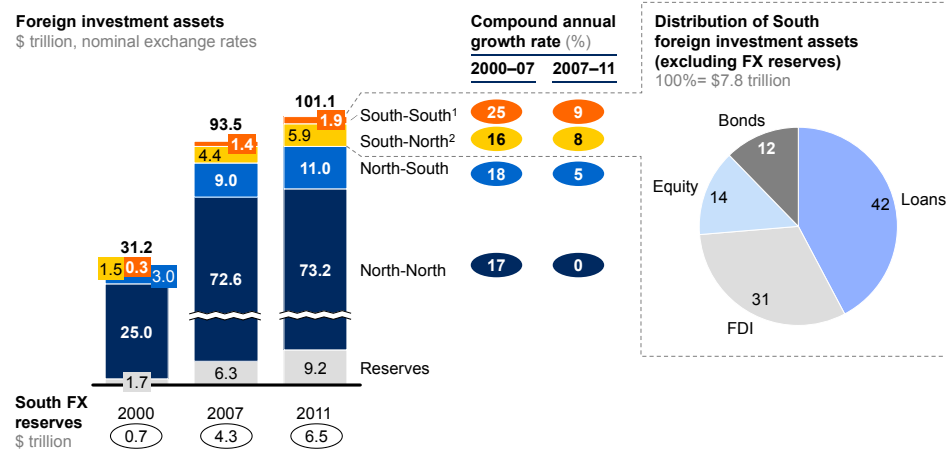 Foreign investment assets
$ trillion, nominal exchange rates
31.2
1.5
0.3
3.0
25.0
1.7
93.5
1.4
4.4
9.0
72.6
6.3
101.1
1.9
5.9
11.0
73.2
9.2
South-South¹
South-North²
North-South
North-North
Reserves
2000
2007
2011
South FX
reserves
$ trillion
0.7
4.3
6.5
Compound annual
growth rate (%)
2000–07
2007–11
25
9
16
8
18
5
17
0
Distribution of South
foreign investment assets
(excluding FX reserves)
100%= $7.8 trillion
Bonds
12
Equity
14
42
Loans
31
FDI